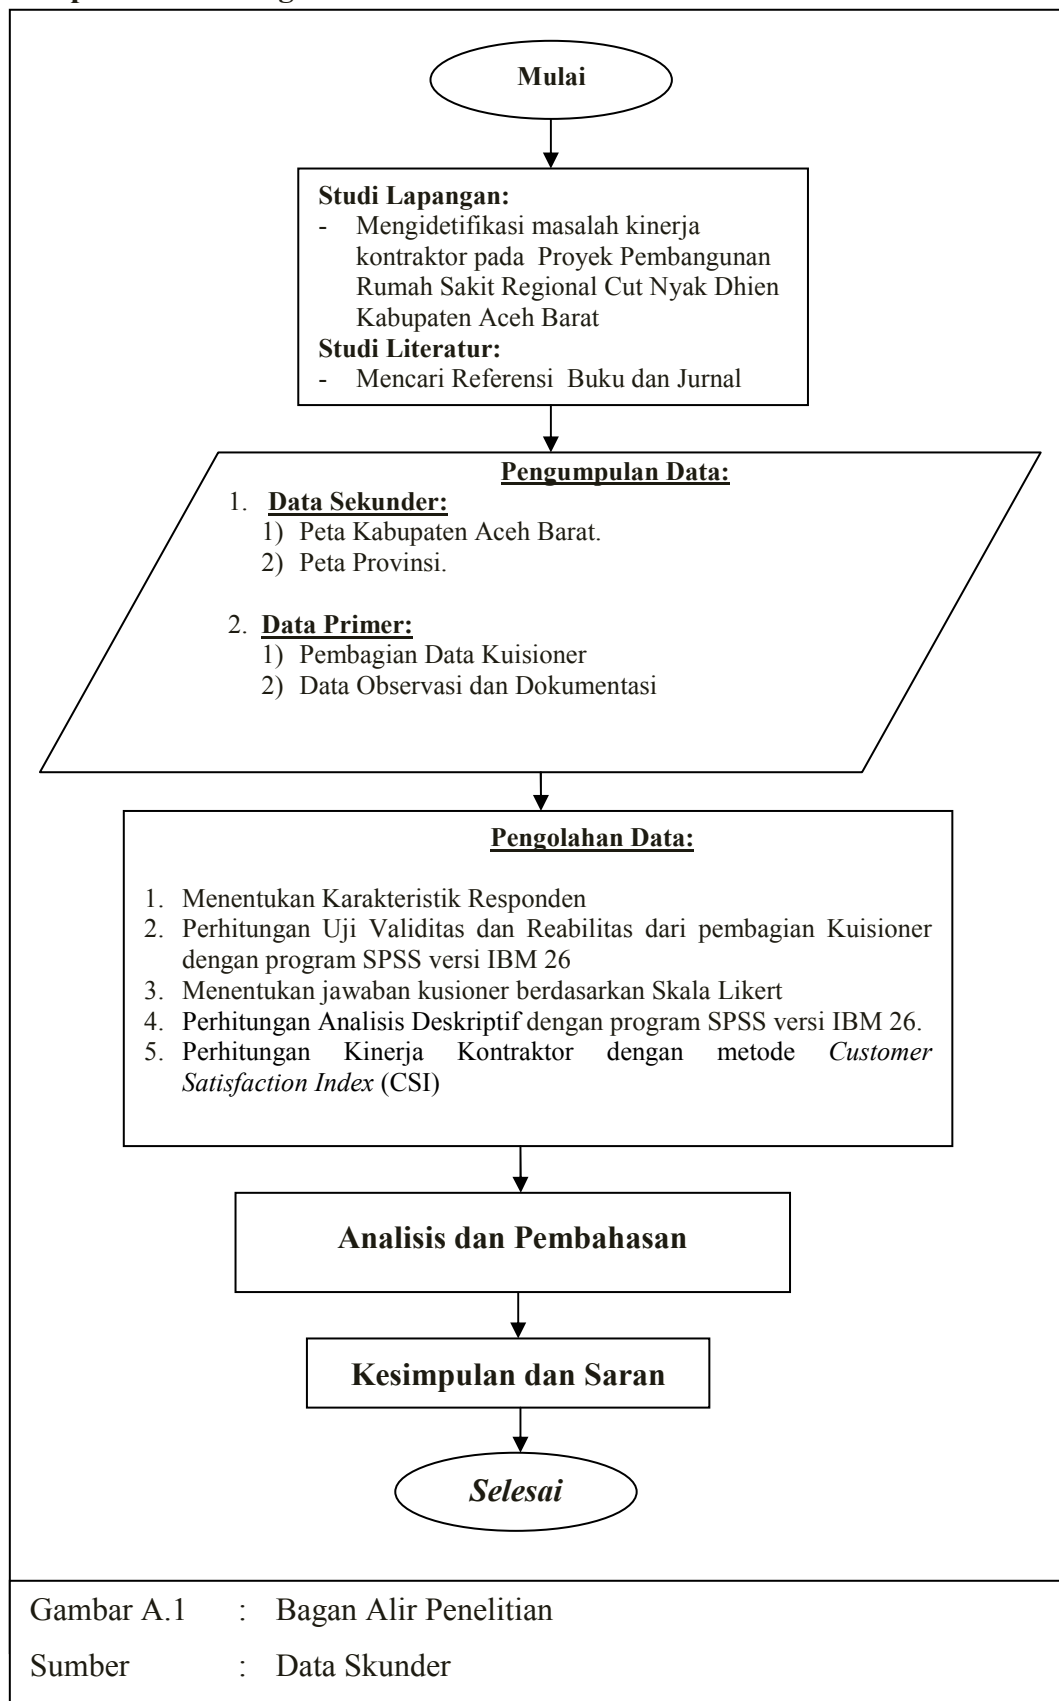 Mulai
Studi Lapangan:
- Mengidetifikasi masalah kinerja
kontraktor pada Proyek Pembangunan
Rumah Sakit Regional Cut Nyak Dhien
Kabupaten Aceh Barat
Studi Literatur:
- Mencari Referensi Buku dan Jurnal
Pengumpulan Data:
1. Data Sekunder:
1) Peta Kabupaten Aceh Barat.
2) Peta Provinsi.
2. Data Primer:
1) Pembagian Data Kuisioner
2) Data Observasi dan Dokumentasi
Pengolahan Data:
1. Menentukan Karakteristik Responden
2. Perhitungan Uji Validitas dan Reabilitas dari pembagian Kuisioner
dengan program SPSS versi IBM 26
3. Menentukan jawaban kusioner berdasarkan Skala Likert
4. Perhitungan Analisis Deskriptif dengan program SPSS versi IBM 26.
5. Perhitungan Kinerja Kontraktor dengan metode Customer
Satisfaction Index (CSI)
Analisis dan Pembahasan
Kesimpulan dan Saran
Selesai
Gambar A.1 : Bagan Alir Penelitian
Sumber : Data Skunder